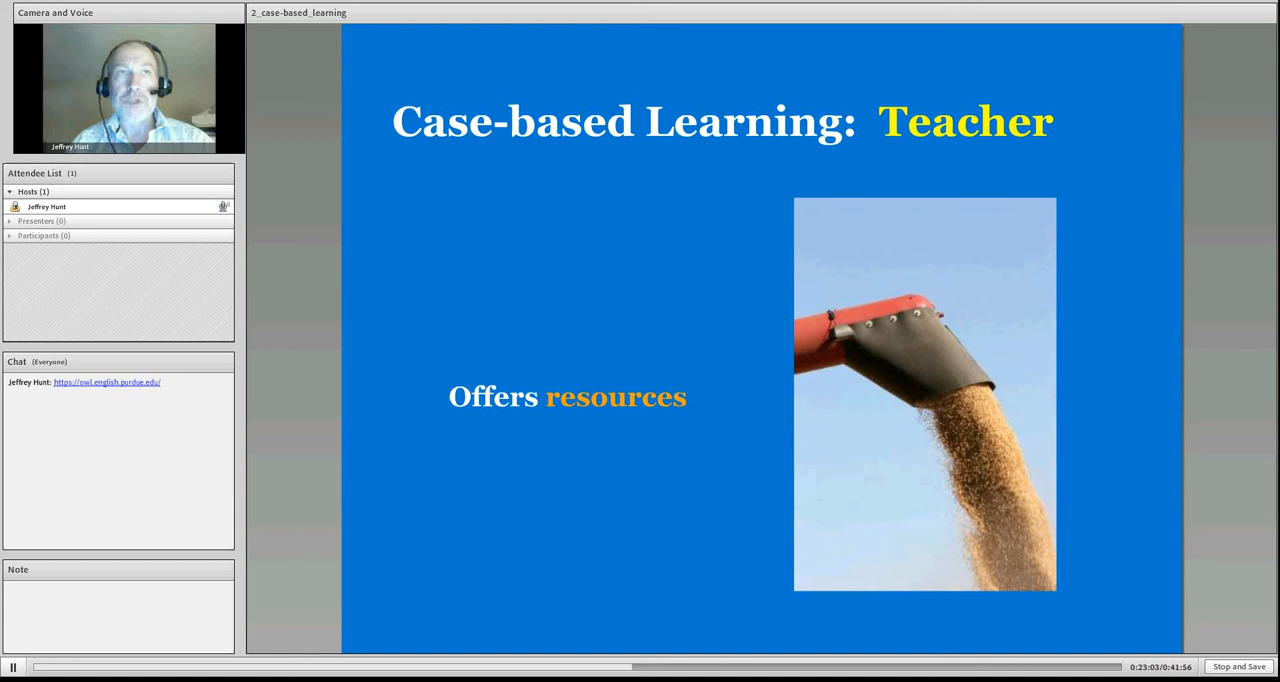 Camera and Voice
Jeffrey Hunt
Attendee List (1)
Hosts (1)
Jeffrey Hunt
Presenters (0)
Participants (0)
Chat (Everyone)
Jeffrey Hunt: https://owl.english.purdue.edu/
Note
2_case-based_learning
Case-based Learning: Teacher
Offers resources
0:23:03/0:41:56
Stop and Save